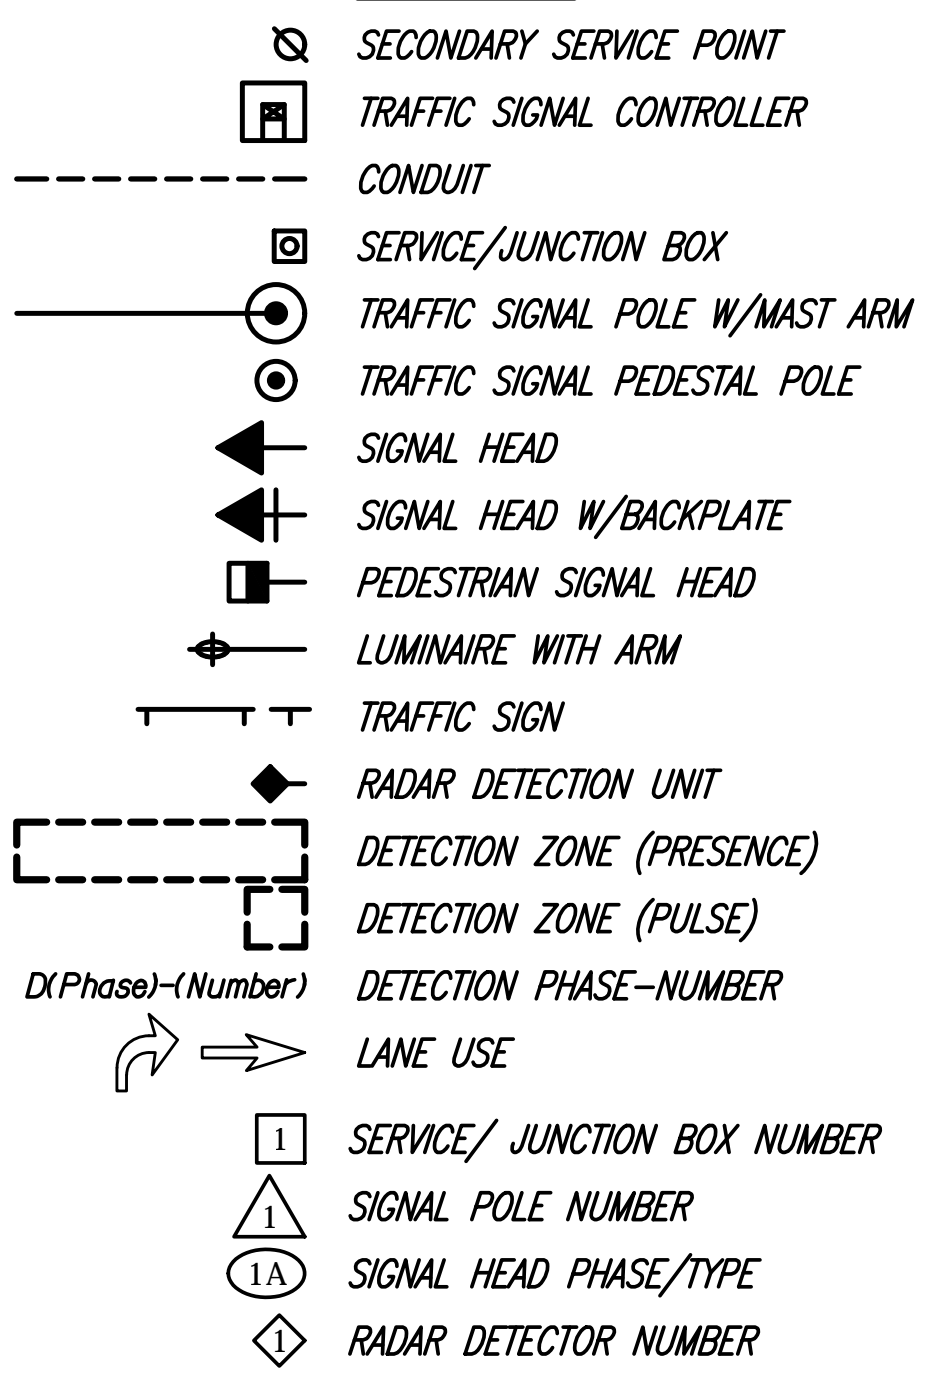 SECONDARY SERVICE POINT
TRAFFIC SIGNAL CONTROLLER
CONDUIT
SERVICE/JUNCTION BOX
TRAFFIC SIGNAL POLE W/MAST ARM
TRAFFIC SIGNAL PEDESTAL POLE
SIGNAL HEAD
SIGNAL HEAD W/BACKPLATE
PEDESTRIAN SIGNAL HEAD
LUMINAIRE WITH ARM
TRAFFIC SIGN
RADAR DETECTION UNIT
DETECTION ZONE (PRESENCE)
DETECTION ZONE (PULSE)
D(Phase)-(Number) DETECTION PHASE-NUMBER
LANE USE
1 SERVICE/ JUNCTION BOX NUMBER
1 SIGNAL POLE NUMBER
1A SIGNAL HEAD PHASE/TYPE
1 RADAR DETECTOR NUMBER